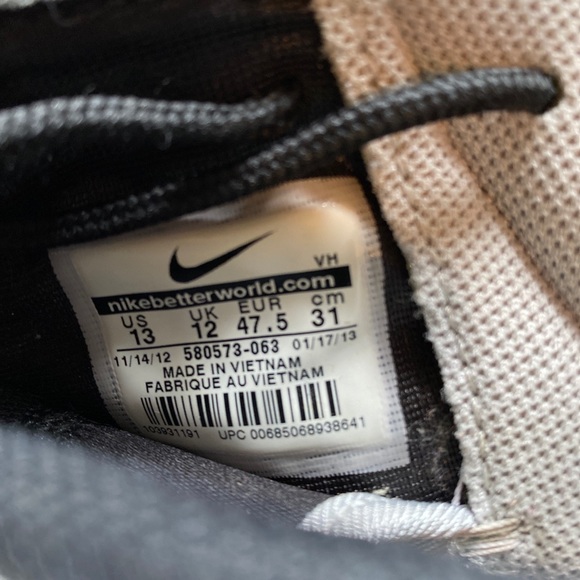 VH
nikebetterworld.com
US UK EUR cm
13 12 47.5 31
11/14/12 580573-063 01/17/13
MADE IN VIETNAM
FABRIQUE AU VIETNAM
103931191 UPC 00685068938641